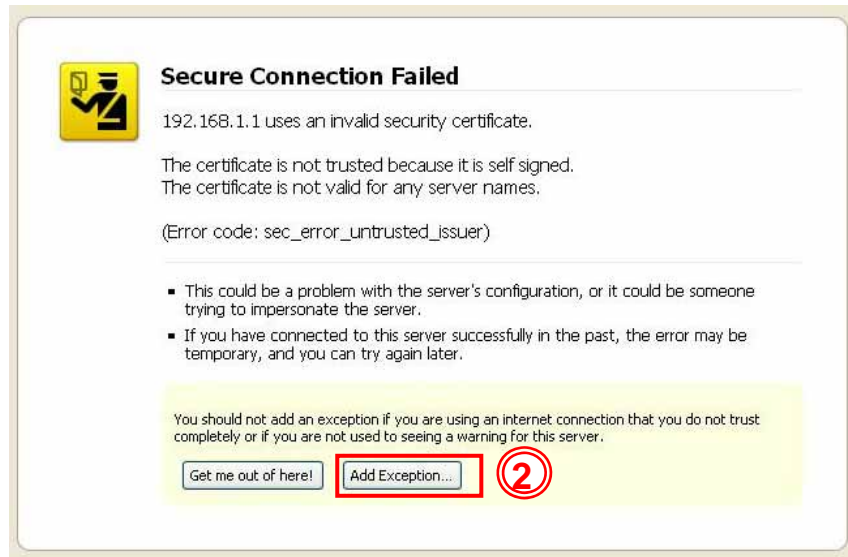 Secure Connection Failed
192.168.1.1 uses an invalid security certificate.
The certificate is not trusted because it is self signed.
The certificate is not valid for any server names.
(Error code: sec_error_untrusted_issuer)
▪ This could be a problem with the server's configuration, or it could be someone
trying to impersonate the server.
▪ If you have connected to this server successfully in the past, the error may be
temporary, and you can try again later.
You should not add an exception if you are using an internet connection that you do not trust
completely or if you are not used to seeing a warning for this server.
Get me out of here! Add Exception... 2